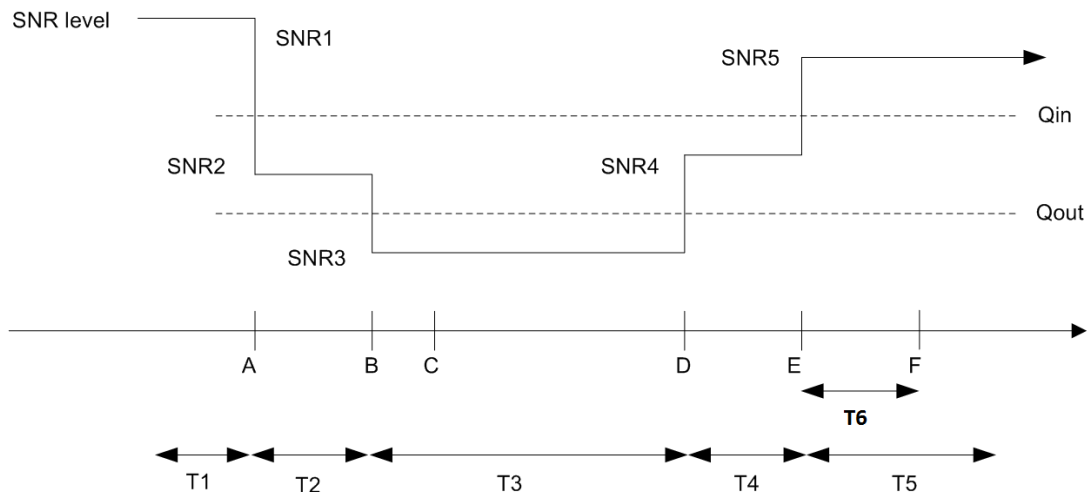 SNR level
SNR1
SNR5
Qin
SNR2
SNR4
Qout
SNR3
A B C D E F
T6
T1 T2 T3 T4 T5